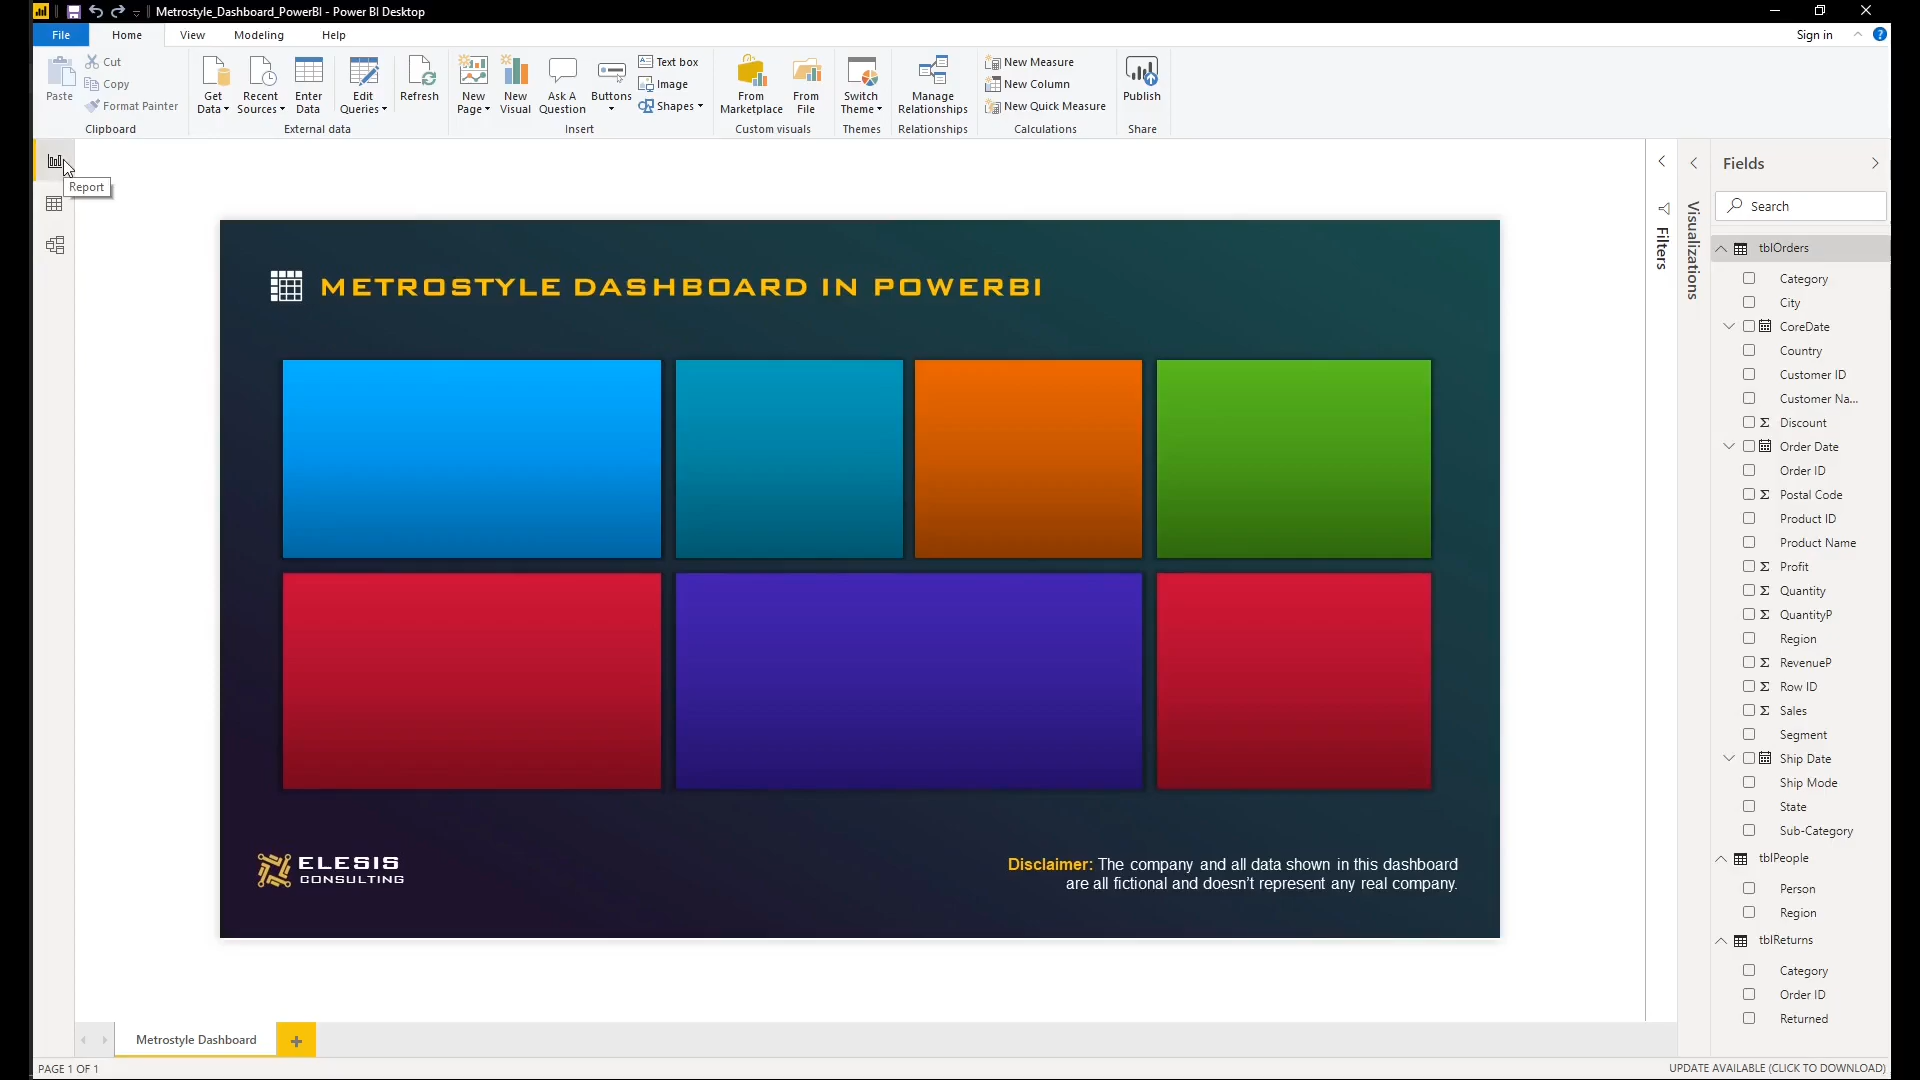 Metrostyle_Dashboard_PowerBI - Power BI Desktop
File Home View Modeling Help
Sign in
Paste
Cut
Copy
Format Painter
Clipboard
Get Data
Recent Sources
Enter Data
Edit Queries
Refresh
External data
New Page
New Visual
Ask A Question
Buttons
Text box
Image
Shapes
Insert
From Marketplace
From File
Custom visuals
Switch Theme
Themes
Manage Relationships
Relationships
New Measure
New Column
New Quick Measure
Calculations
Publish
Share
Report
METROSTYLE DASHBOARD IN POWERBI
ELESIS
CONSULTING
Disclaimer: The company and all data shown in this dashboard
are all fictional and doesn't represent any real company.
Filters
Visualizations
Fields
Search
tblOrders
Category
City
CoreDate
Country
Customer ID
Customer Na...
Σ Discount
Order Date
Order ID
Σ Postal Code
Product ID
Product Name
Σ Profit
Σ Quantity
Σ QuantityP
Region
Σ RevenueP
Σ Row ID
Σ Sales
Segment
Ship Date
Ship Mode
State
Sub-Category
tblPeople
Person
Region
tblReturns
Category
Order ID
Returned
Metrostyle Dashboard
PAGE 1 OF 1
UPDATE AVAILABLE (CLICK TO DOWNLOAD)